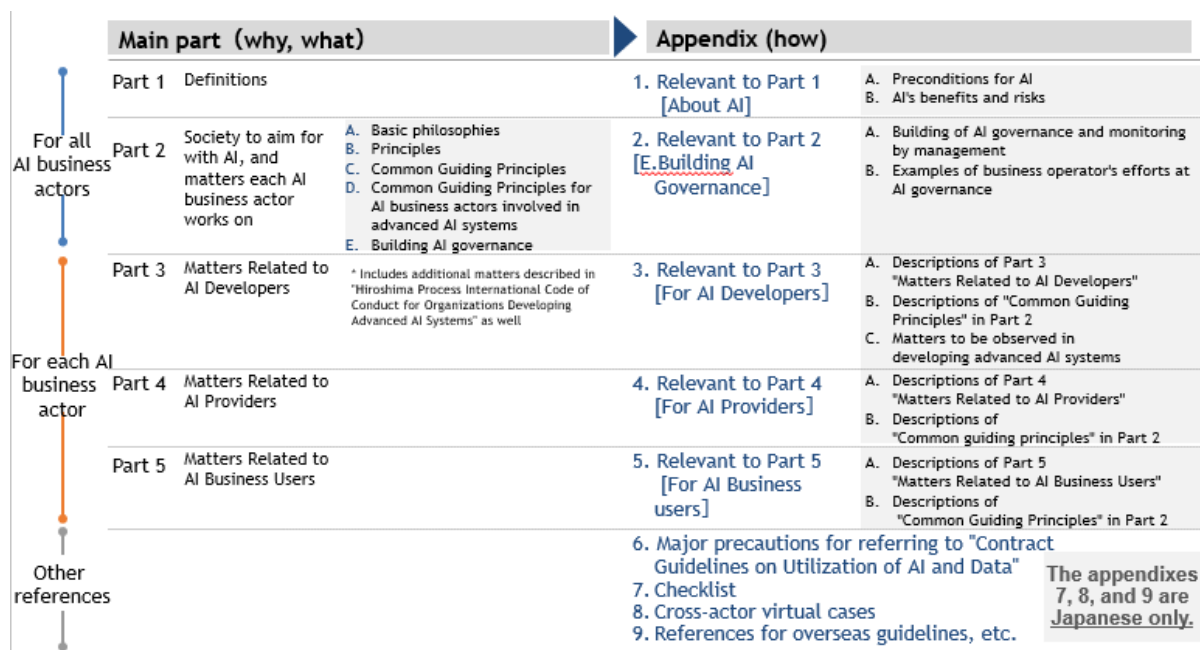 Main part（why, what）
Appendix (how)
For all
AI business
actors
Part 1
Definitions
1. Relevant to Part 1
[About AI]
A. Preconditions for AI
B. AI's benefits and risks
Part 2
Society to aim for
with AI, and
matters each AI
business actor
works on
A. Basic philosophies
B. Principles
C. Common Guiding Principles
D. Common Guiding Principles for
AI business actors involved in
advanced AI systems
E. Building AI governance
2. Relevant to Part 2
[E.Building AI
Governance]
A. Building of AI governance and monitoring
by management
B. Examples of business operator's efforts at
AI governance
For each AI
business
actor
Part 3
Matters Related to
AI Developers
* Includes additional matters described in
"Hiroshima Process International Code of
Conduct for Organizations Developing
Advanced AI Systems" as well
3. Relevant to Part 3
[For AI Developers]
A. Descriptions of Part 3
"Matters Related to AI Developers"
B. Descriptions of "Common Guiding
Principles" in Part 2
C. Matters to be observed in
developing advanced AI systems
Part 4
Matters Related to
AI Providers
4. Relevant to Part 4
[For AI Providers]
A. Descriptions of Part 4
"Matters Related to AI Providers"
B. Descriptions of
"Common guiding principles" in Part 2
Part 5
Matters Related to
AI Business Users
5. Relevant to Part 5
[For AI Business
users]
A. Descriptions of Part 5
"Matters Related to AI Business Users"
B. Descriptions of
"Common Guiding Principles" in Part 2
Other
references
6. Major precautions for referring to "Contract
Guidelines on Utilization of AI and Data"
7. Checklist
8. Cross-actor virtual cases
9. References for overseas guidelines, etc.
The appendixes
7, 8, and 9 are
Japanese only.